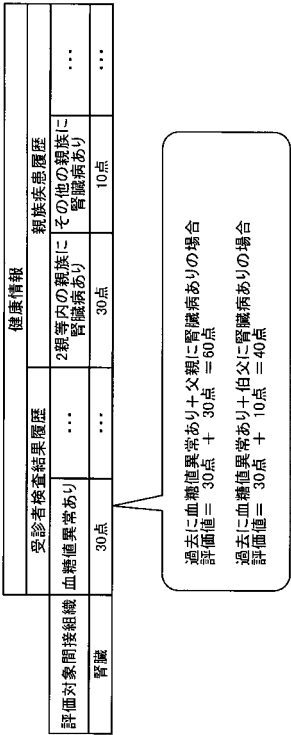 健康情報
受診者検査結果履歴
親族疾患履歴
評価対象間接組織
血糖値異常あり
…
2親等内の親族に
腎臓病あり
その他の親族に
腎臓病あり
…
腎臓
30点
…
30点
10点
…
過去に血糖値異常あり+父親に腎臓病ありの場合
評価値= 30点 + 30点 =60点
過去に血糖値異常あり+伯父に腎臓病ありの場合
評価値= 30点 + 10点 =40点